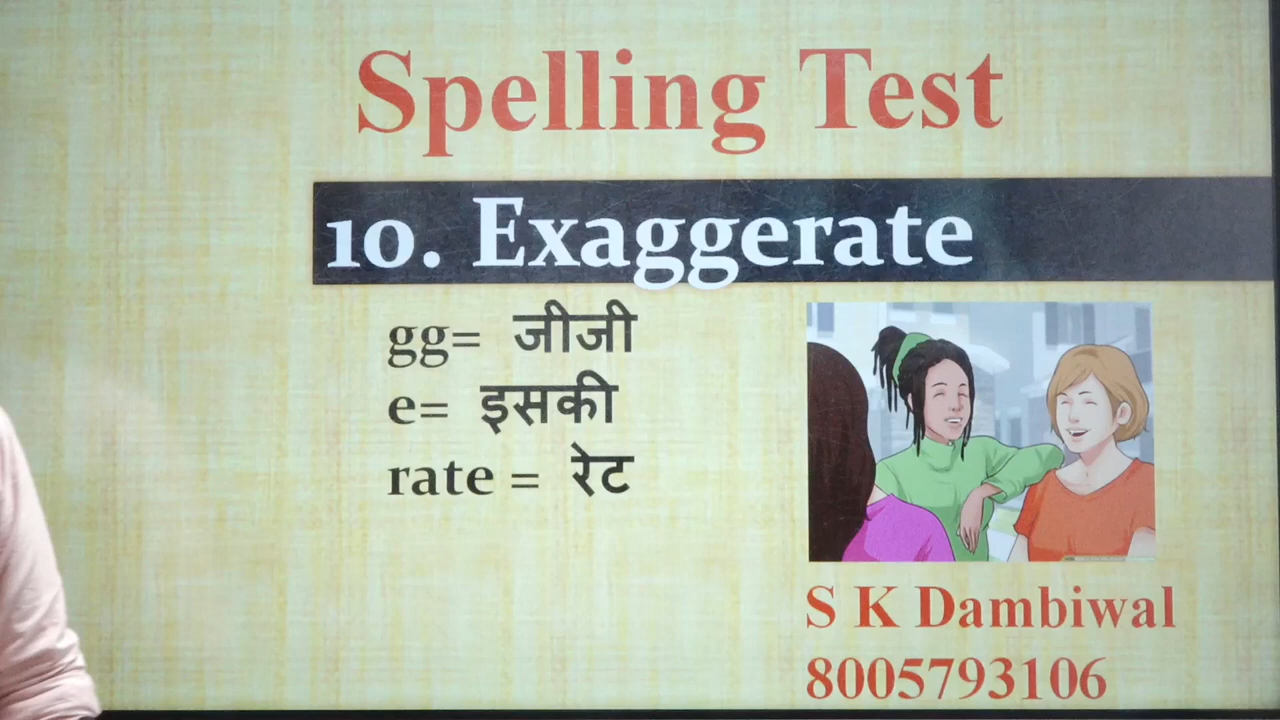 Spelling Test
10. Exaggerate
gg= जीजी
e= इसकी
rate = रेट
S K Dambiwal
8005793106